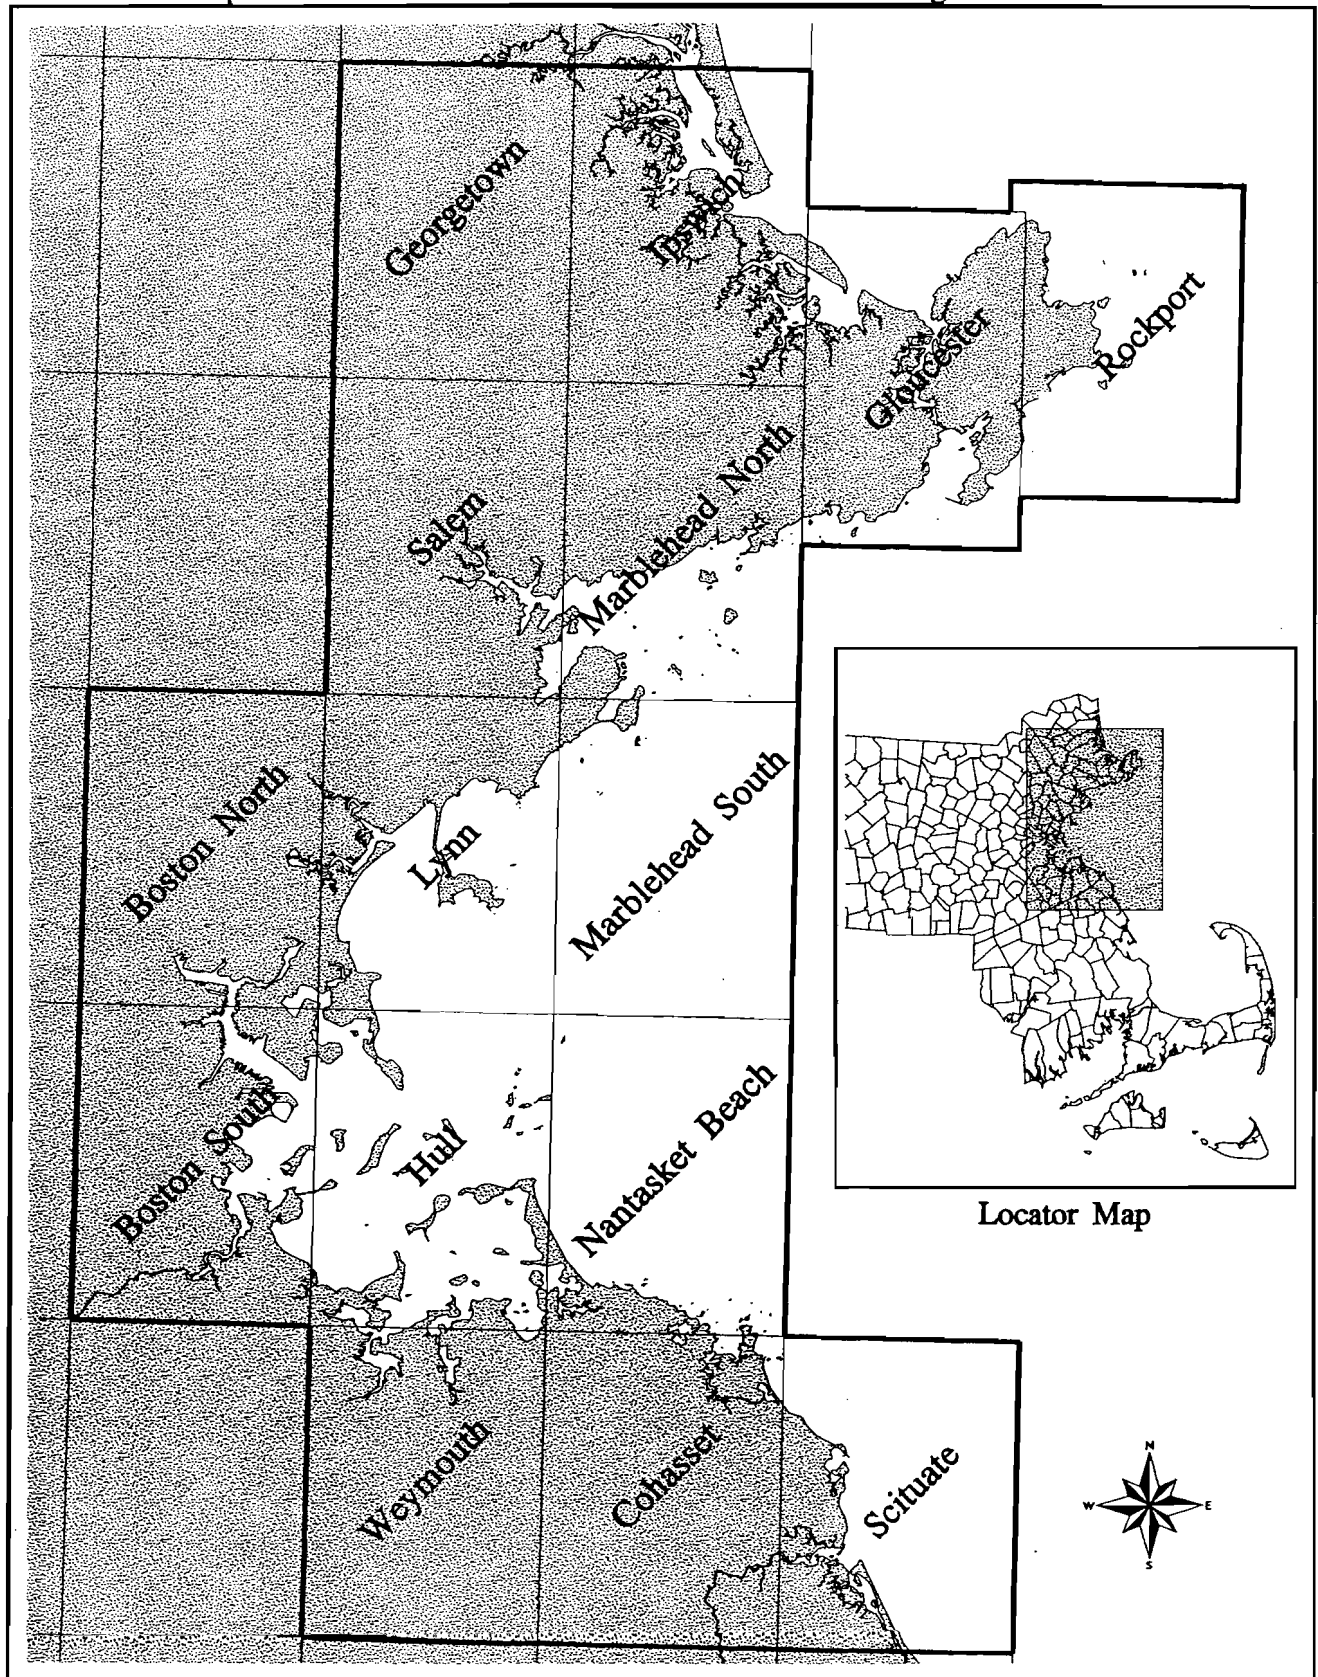 Georgetown
Ipswich
Gloucester
Rockport
Salem
Marblehead North
Boston North
Lynn
Marblehead South
Boston South
Hull
Nantasket Beach
Locator Map
Weymouth
Cohasset
Scituate
N
W
E
S